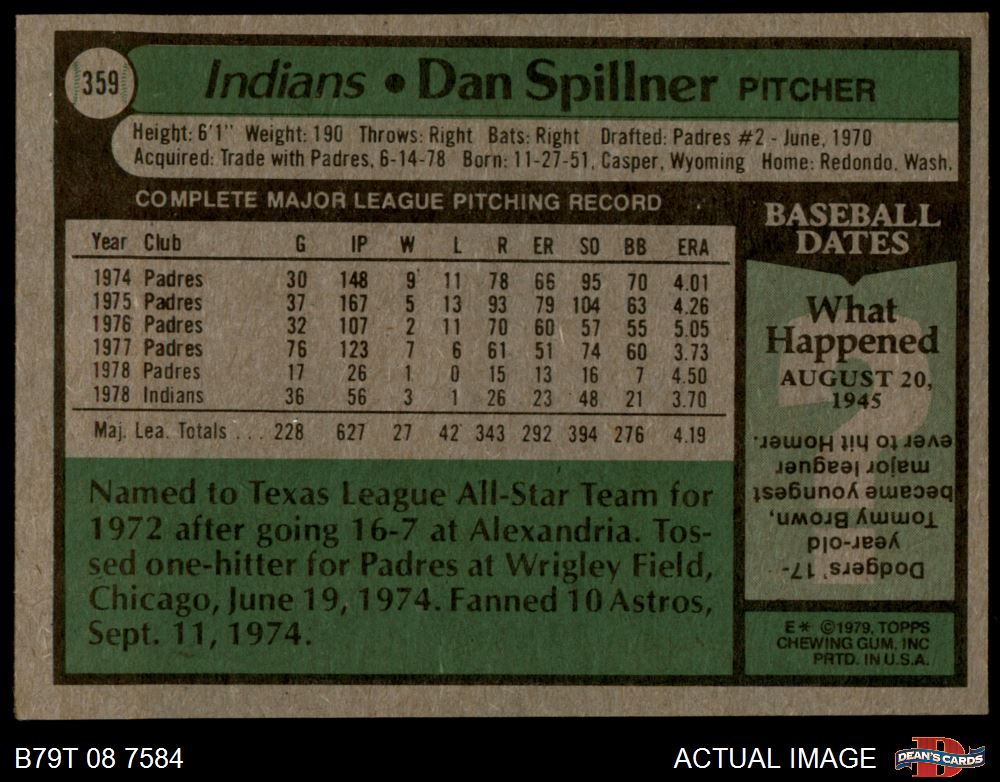 359
Indians • Dan Spillner PITCHER
Height: 6'1" Weight: 190 Throws: Right Bats: Right Drafted: Padres #2 - June, 1970
Acquired: Trade with Padres, 6-14-78 Born: 11-27-51, Casper, Wyoming Home: Redondo, Wash.
COMPLETE MAJOR LEAGUE PITCHING RECORD
Year Club G IP W L R ER SO BB ERA
1974 Padres 30 148 9 11 78 66 95 70 4.01
1975 Padres 37 167 5 13 93 79 104 63 4.26
1976 Padres 32 107 2 11 70 60 57 55 5.05
1977 Padres 76 123 7 6 61 51 74 60 3.73
1978 Padres 17 26 1 0 15 13 16 7 4.50
1978 Indians 36 56 3 1 26 23 48 21 3.70
Maj. Lea. Totals ... 228 627 27 42 343 292 394 276 4.19
Named to Texas League All-Star Team for
1972 after going 16-7 at Alexandria. Tos-
sed one-hitter for Padres at Wrigley Field,
Chicago, June 19, 1974. Fanned 10 Astros,
Sept. 11, 1974.
BASEBALL
DATES
What
Happened
AUGUST 20,
1945
Dodgers' 17-
year-old
Tommy Brown,
became youngest
major leaguer
ever to hit Homer.
E* ©1979, TOPPS
CHEWING GUM, INC
PRTD. IN U.S.A.
B79T 08 7584
ACTUAL IMAGE
D
DEAN'S CARDS